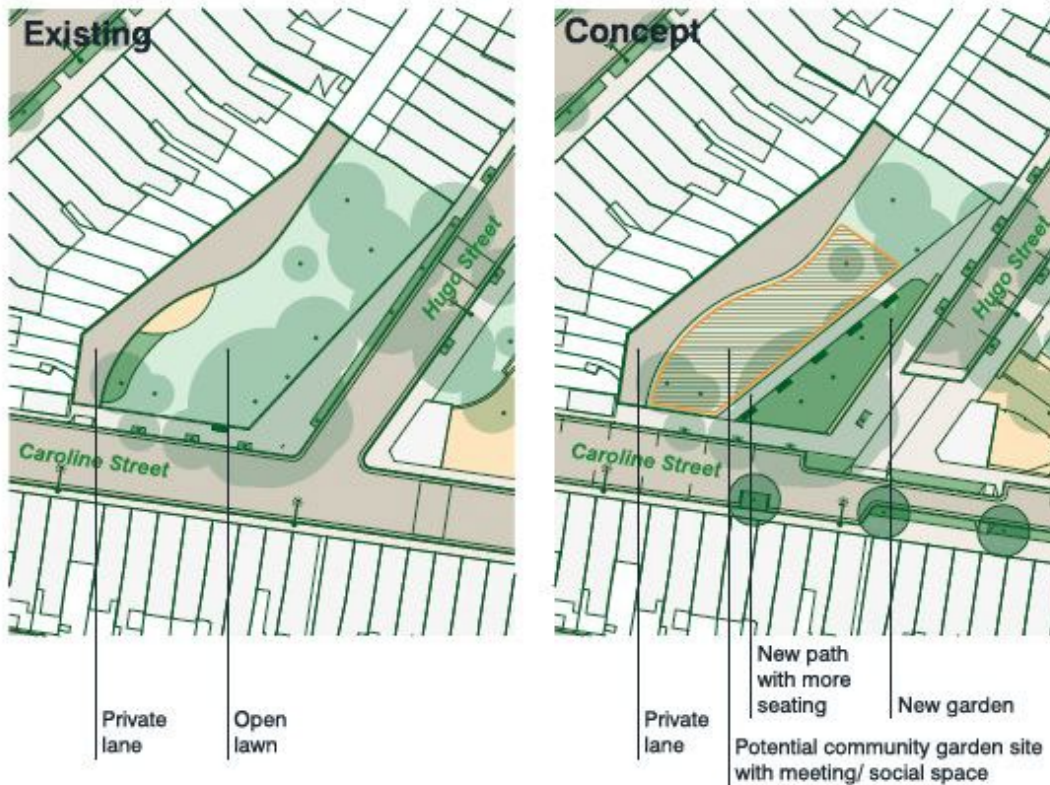 Existing
Hugo Street
Caroline Street
Private
lane
Open
lawn
Concept
Hugo Street
Caroline Street
Private
lane
New path
with more
seating
New garden
Potential community garden site
with meeting/ social space